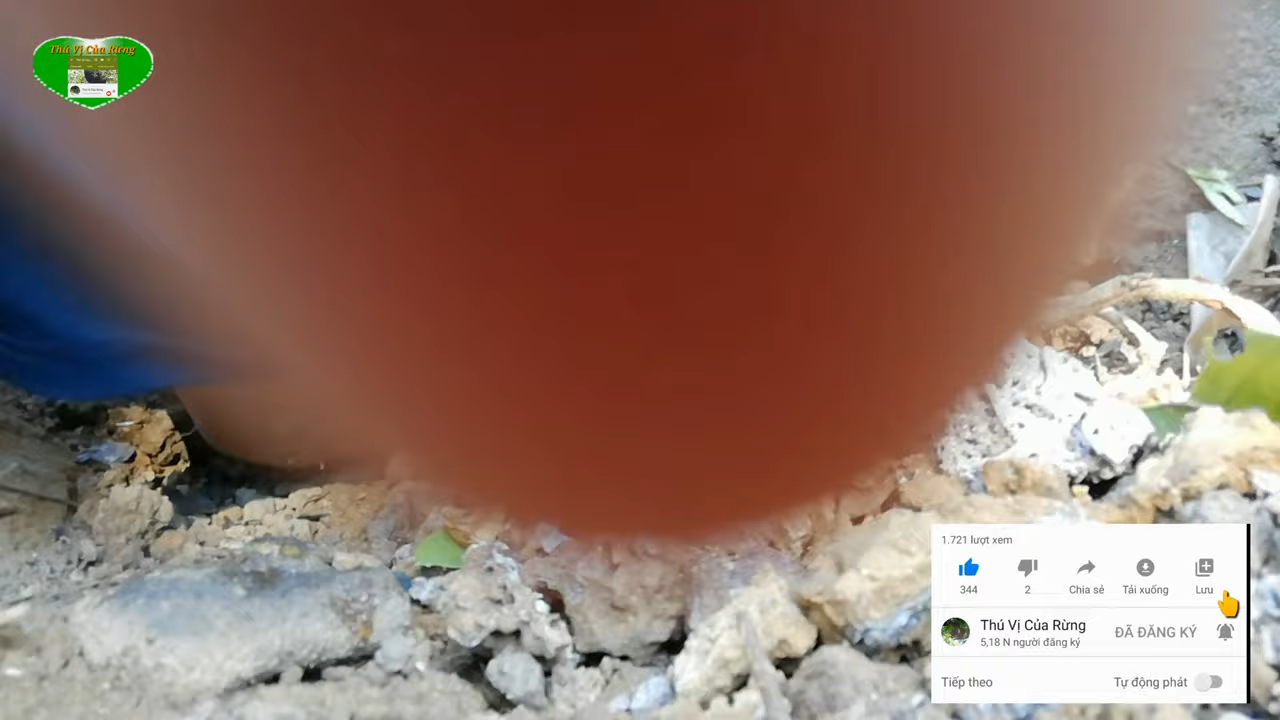 Thú Vị Của Rừng
1.721 lượt xem
344
2
Chia sẻ
Tải xuống
Lưu
Thú Vị Của Rừng
ĐÃ ĐĂNG KÝ
5,18 N người đăng ký
Tiếp theo
Tự động phát